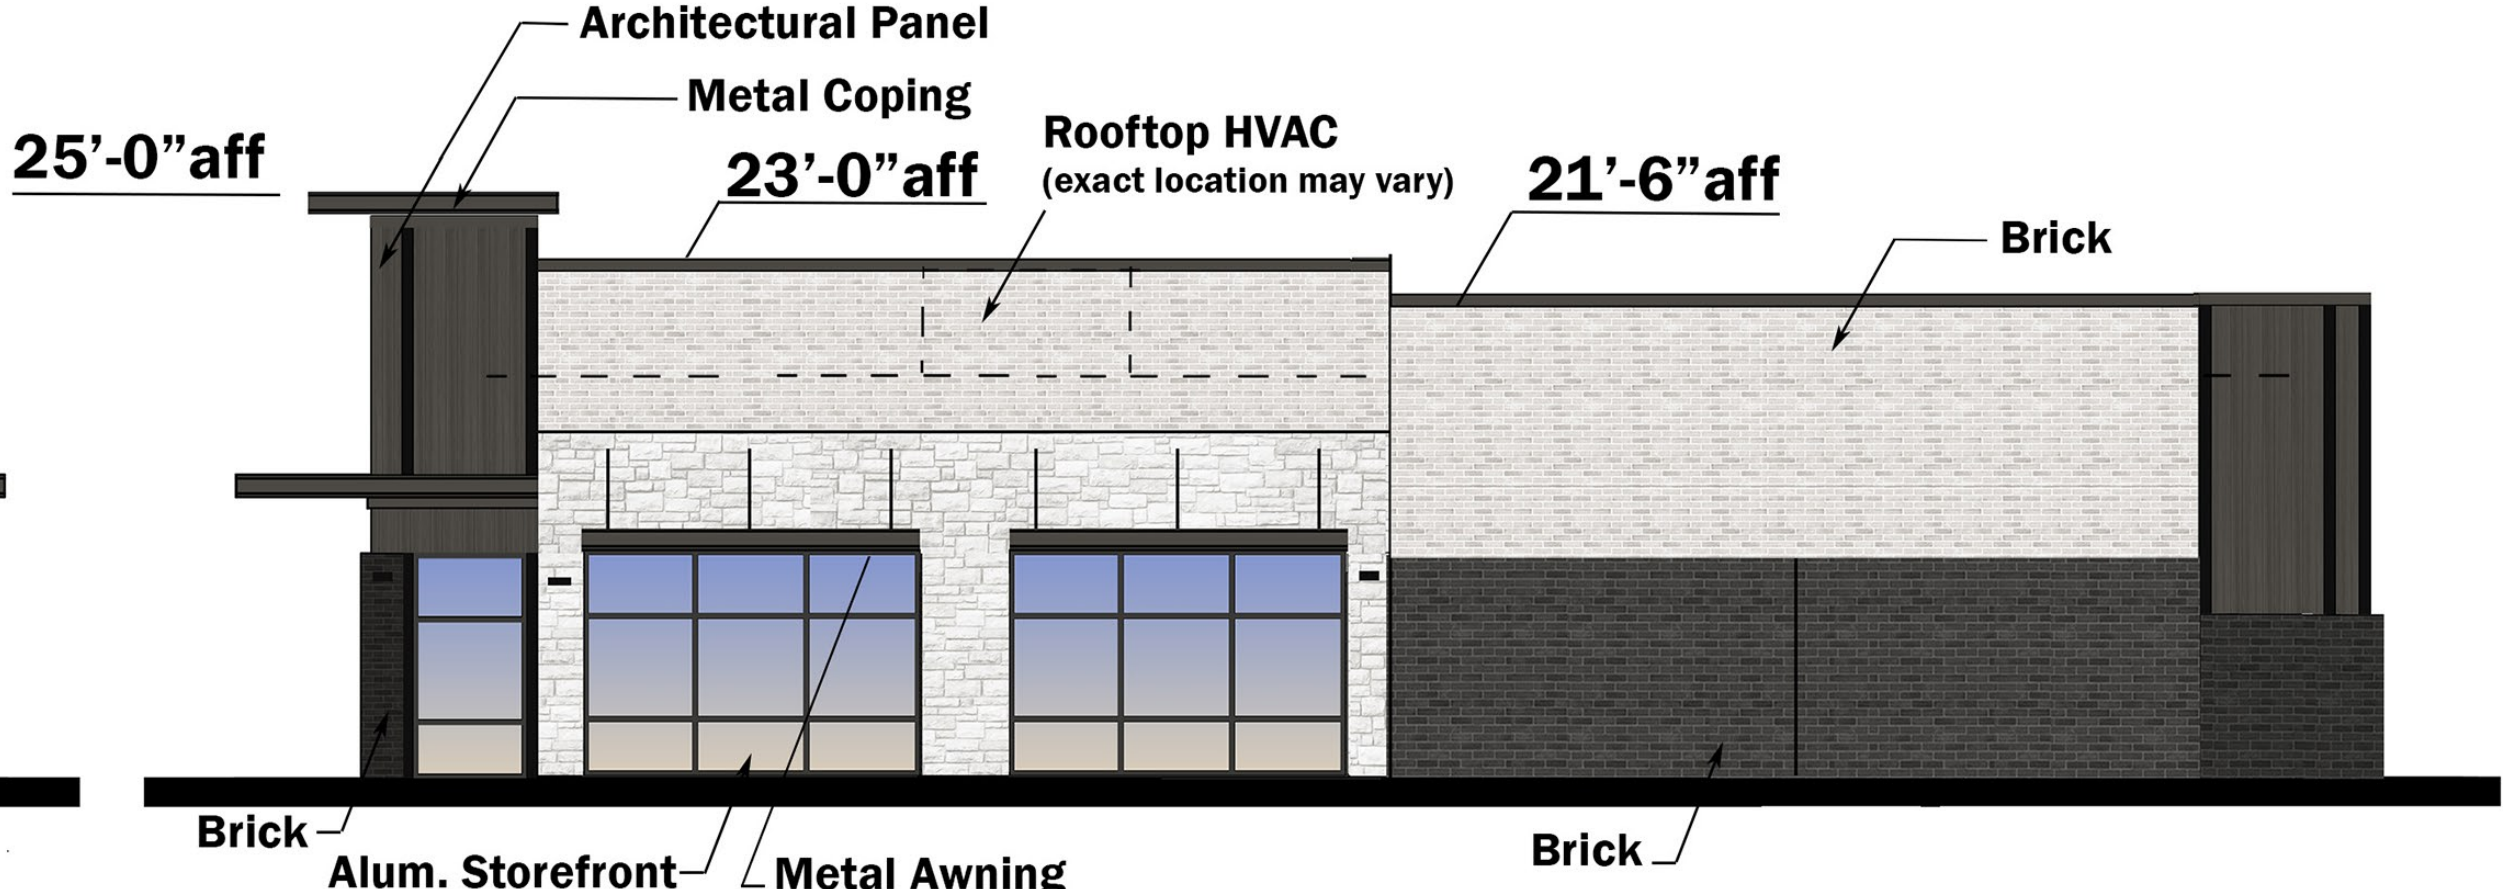 Architectural Panel
Metal Coping
25’-0”aff
23’-0”aff
Rooftop HVAC
(exact location may vary)
21’-6”aff
Brick
Brick
Alum. Storefront
Metal Awning
Brick